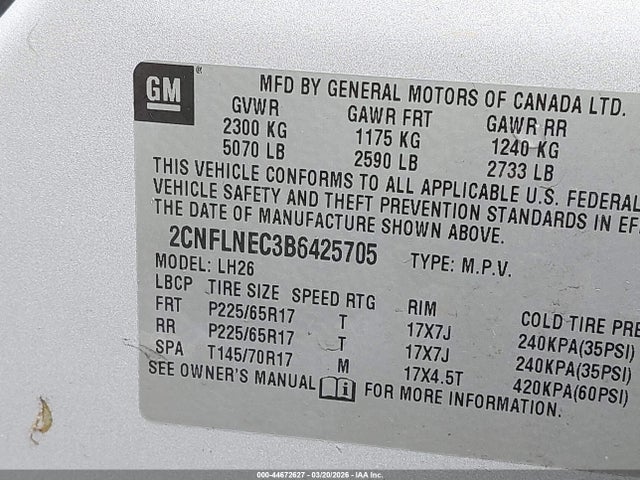 GM ®
MFD BY GENERAL MOTORS OF CANADA LTD.
GVWR GAWR FRT GAWR RR
2300 KG 1175 KG 1240 KG
5070 LB 2590 LB 2733 LB
THIS VEHICLE CONFORMS TO ALL APPLICABLE U.S. FEDERAL
VEHICLE SAFETY AND THEFT PREVENTION STANDARDS IN EFF
THE DATE OF MANUFACTURE SHOWN ABOVE.
2CNFLNEC3B6425705 TYPE: M.P.V.
MODEL: LH26
LBCP TIRE SIZE SPEED RTG RIM COLD TIRE PRE
FRT P225/65R17 T 17X7J 240KPA(35PSI)
RR P225/65R17 T 17X7J 240KPA(35PSI)
SPA T145/70R17 M 17X4.5T 420KPA(60PSI)
SEE OWNER'S MANUAL i FOR MORE INFORMATION.
000-44672627 - 03/20/2026 - IAAI.COM